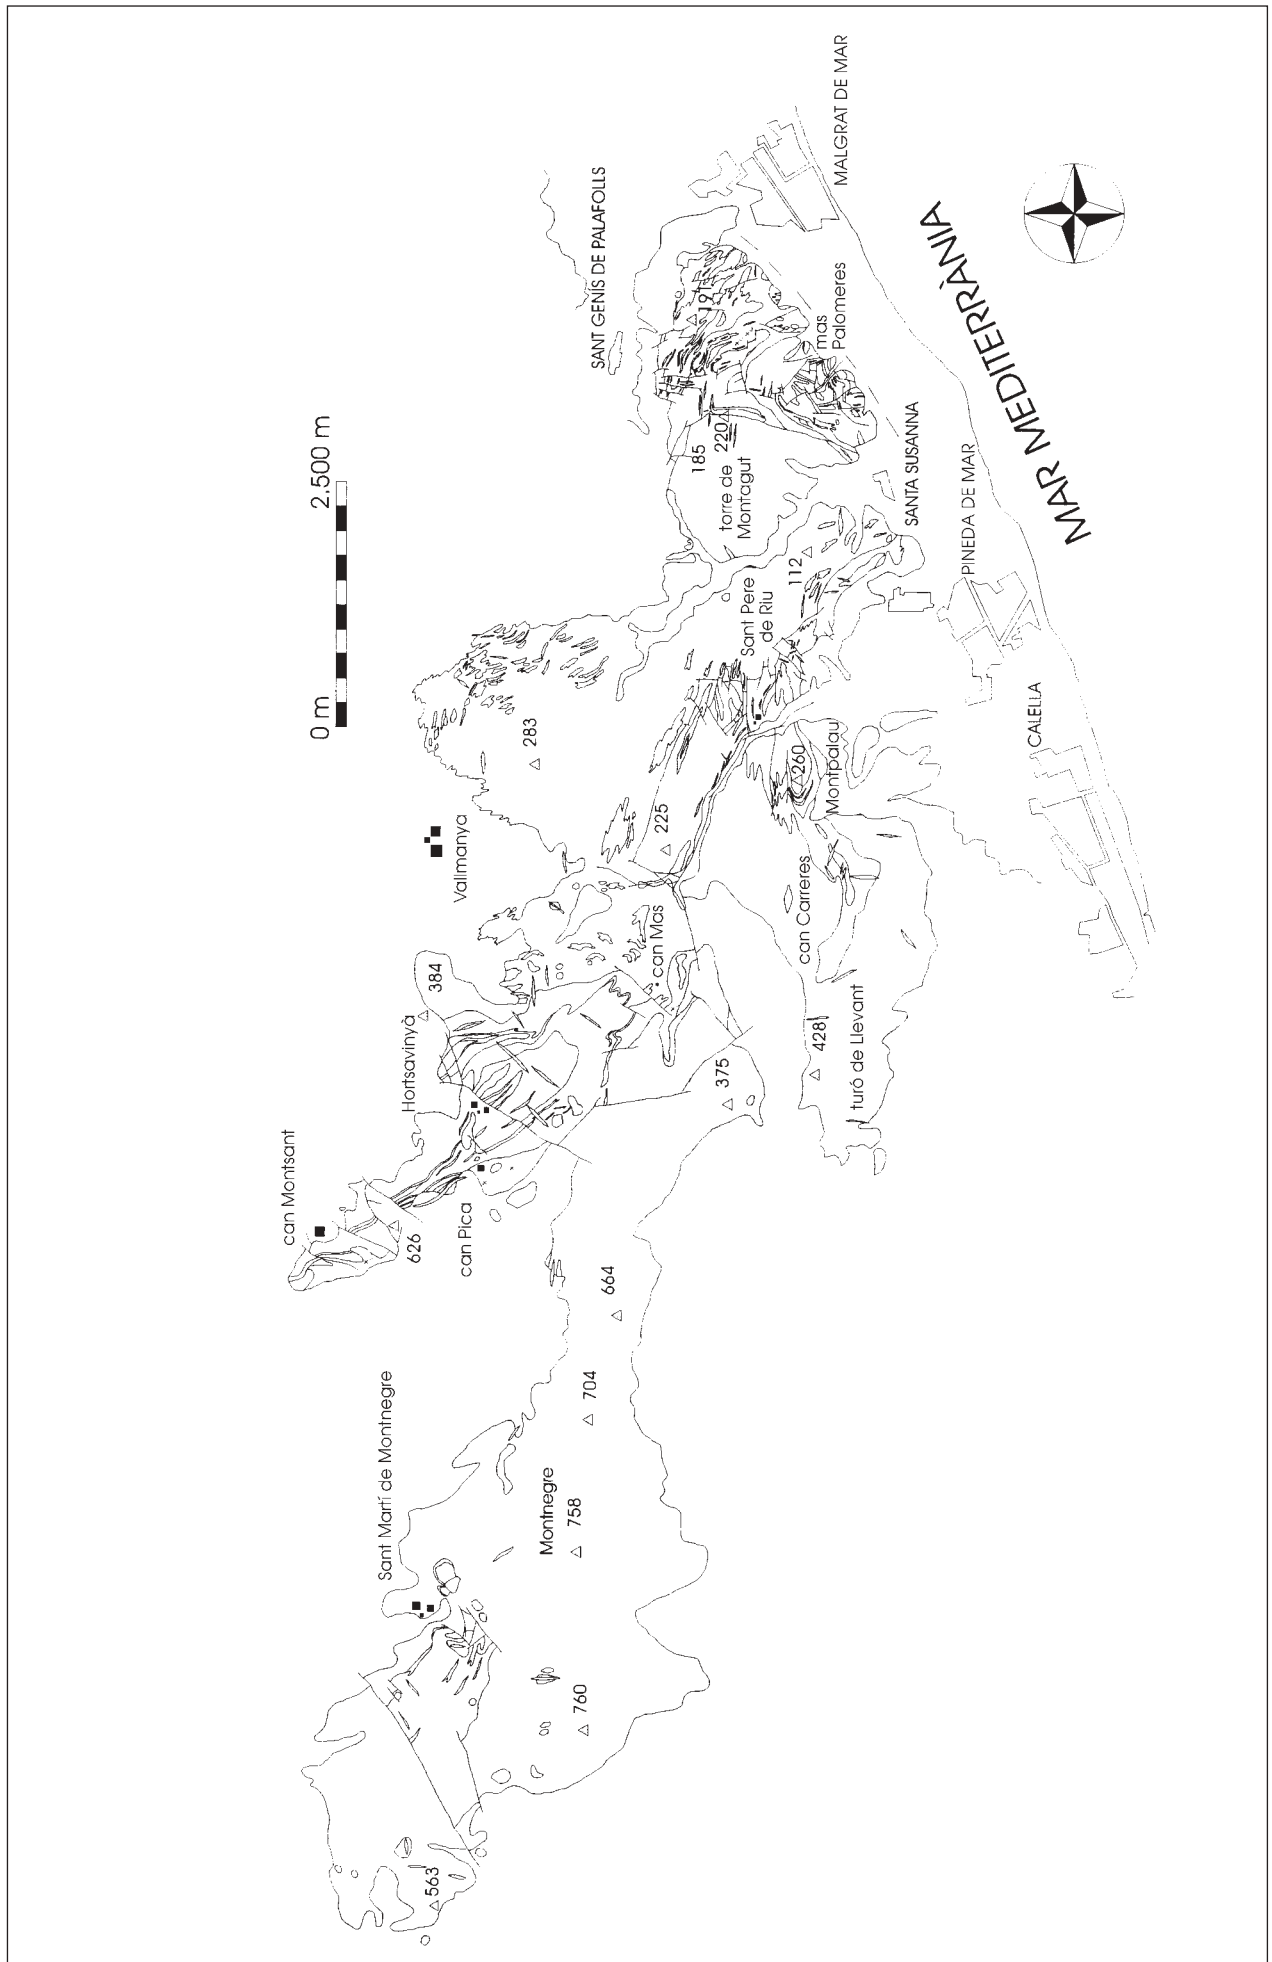 0 m
2.500 m
can Montsant
Sant Martí de Montnegre
563
626
Hortsavinyà
384
can Pica
Vallmanya
283
SANT GENÍS DE PALAFOLLS
Montnegre
760
758
704
664
375
can Mas
225
Sant Pere
de Riu
185
220
torre de
Montagut
197
112
mas
Palomeres
MALGRAT DE MAR
428
turó de Llevant
can Carreres
260
Montpalau
SANTA SUSANNA
PINEDA DE MAR
CALELLA
MAR MEDITERRÀNIA